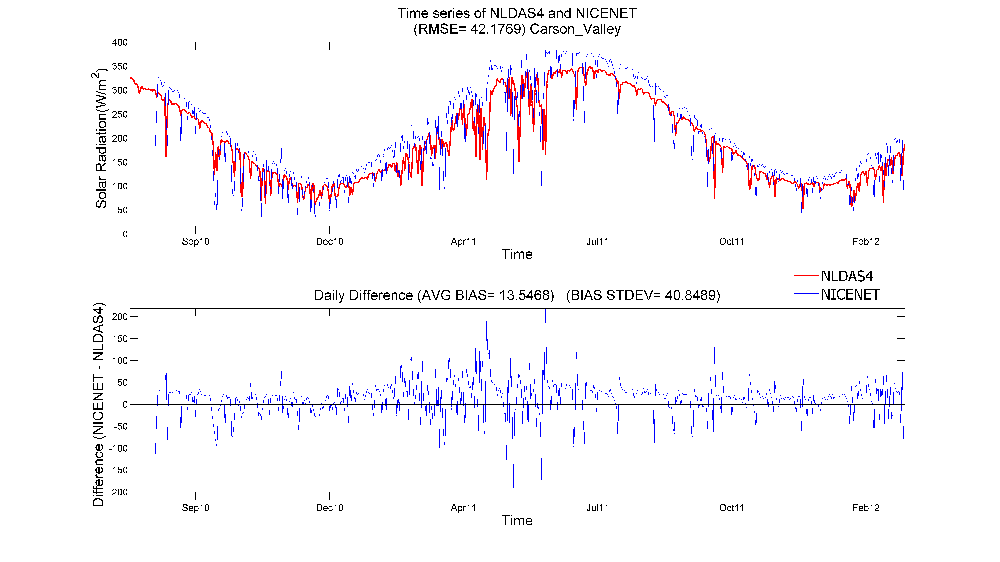 Time series of NLDAS4 and NICENET
(RMSE= 42.1769) Carson_Valley
Solar Radiation(W/m²)
400
350
300
250
200
150
100
50
0
Sep10 Dec10 Apr11 Jul11 Oct11 Feb12
Time
NLDAS4
NICENET
Daily Difference (AVG BIAS= 13.5468) (BIAS STDEV= 40.8489)
Difference (NICENET - NLDAS4)
200
150
100
50
0
-50
-100
-150
-200
Sep10 Dec10 Apr11 Jul11 Oct11 Feb12
Time